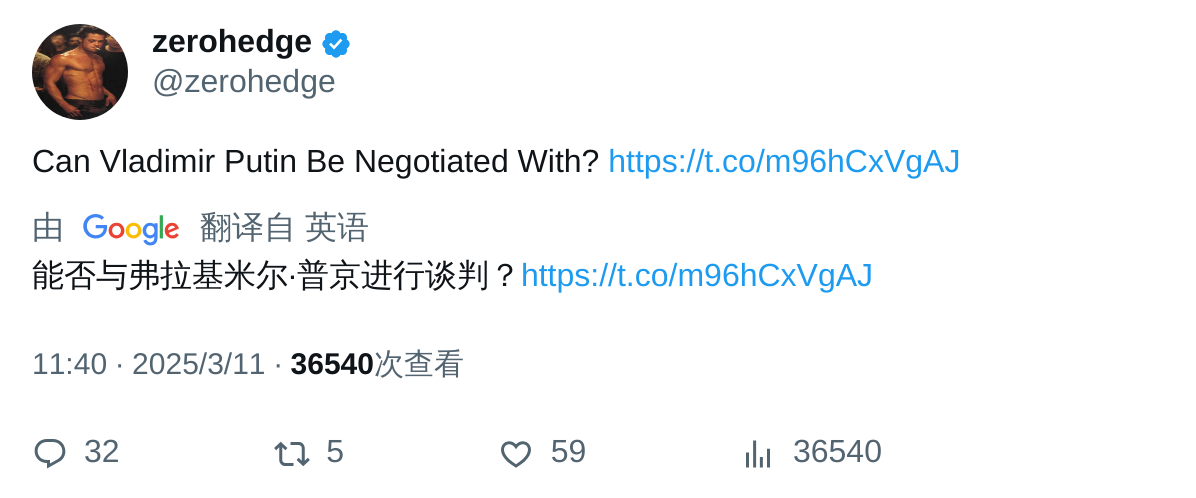 zerohedge
@zerohedge
Can Vladimir Putin Be Negotiated With? https://t.co/m96hCxVgAJ
由 Google 翻译自 英语
能否与弗拉基米尔·普京进行谈判？https://t.co/m96hCxVgAJ
11:40 · 2025/3/11 · 36540次查看
32 5 59 36540